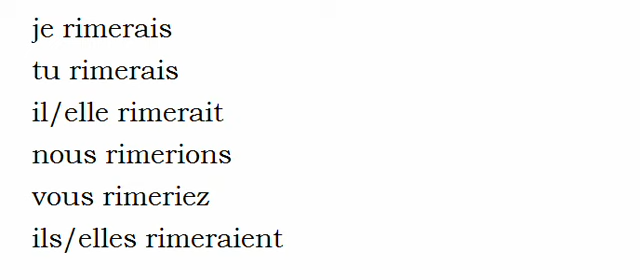 je rimerais
tu rimerais
il/elle rimerait
nous rimerions
vous rimeriez
ils/elles rimeraient